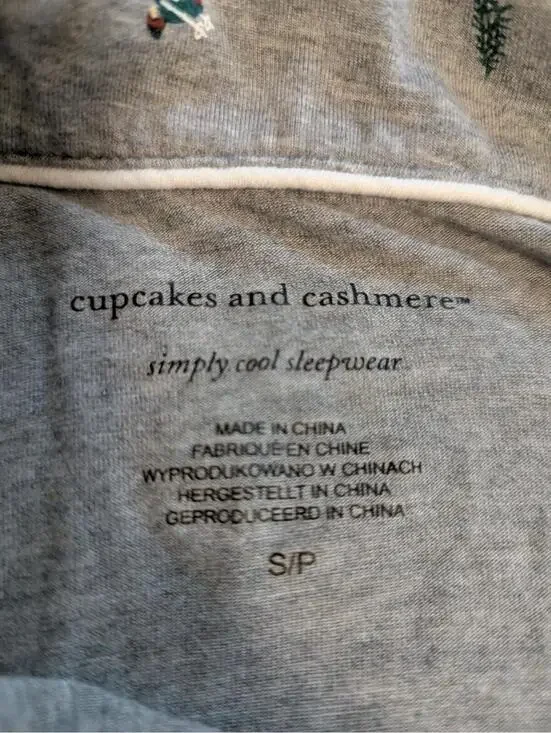 cupcakes and cashmere™
simply cool sleepwear
MADE IN CHINA
FABRIQUE EN CHINE
WYPRODUKOWANO W CHINACH
HERGESTELLT IN CHINA
GEPRODUCEERD IN CHINA
S/P